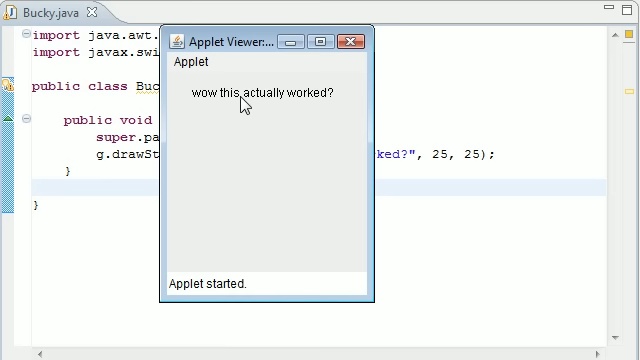 Bucky.java
import java.awt.
import javax.swi
public class Buc
public void
super.pa
g.drawSt
ked?", 25, 25);
}
}
Applet Viewer:...
Applet
wow this actually worked?
Applet started.